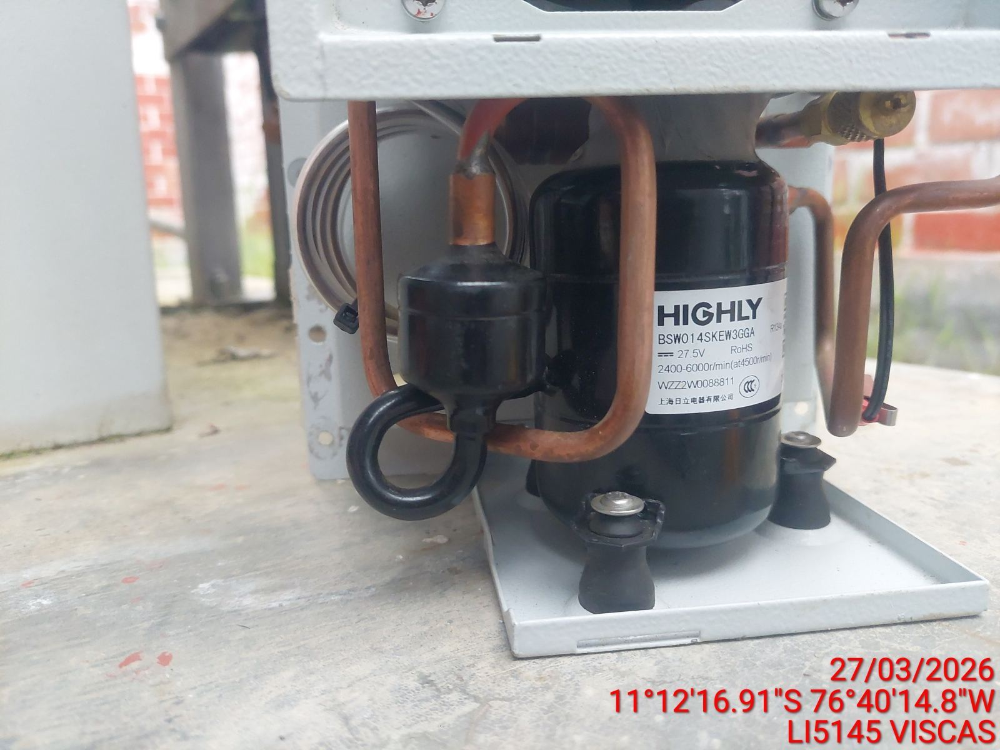 HIGHLY
BSW014SKEW3GGA
R134a
⎓ 27.5V RoHS
2400-6000r/min(at4500r/min)
WZZ2W0088811
上海日立电器有限公司
27/03/2026
11°12'16.91"S 76°40'14.8"W
LI5145 VISCAS